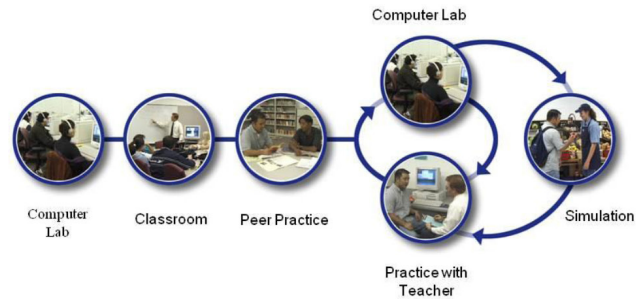 Computer Lab
Computer
Lab
Classroom
Peer Practice
Simulation
Practice with
Teacher